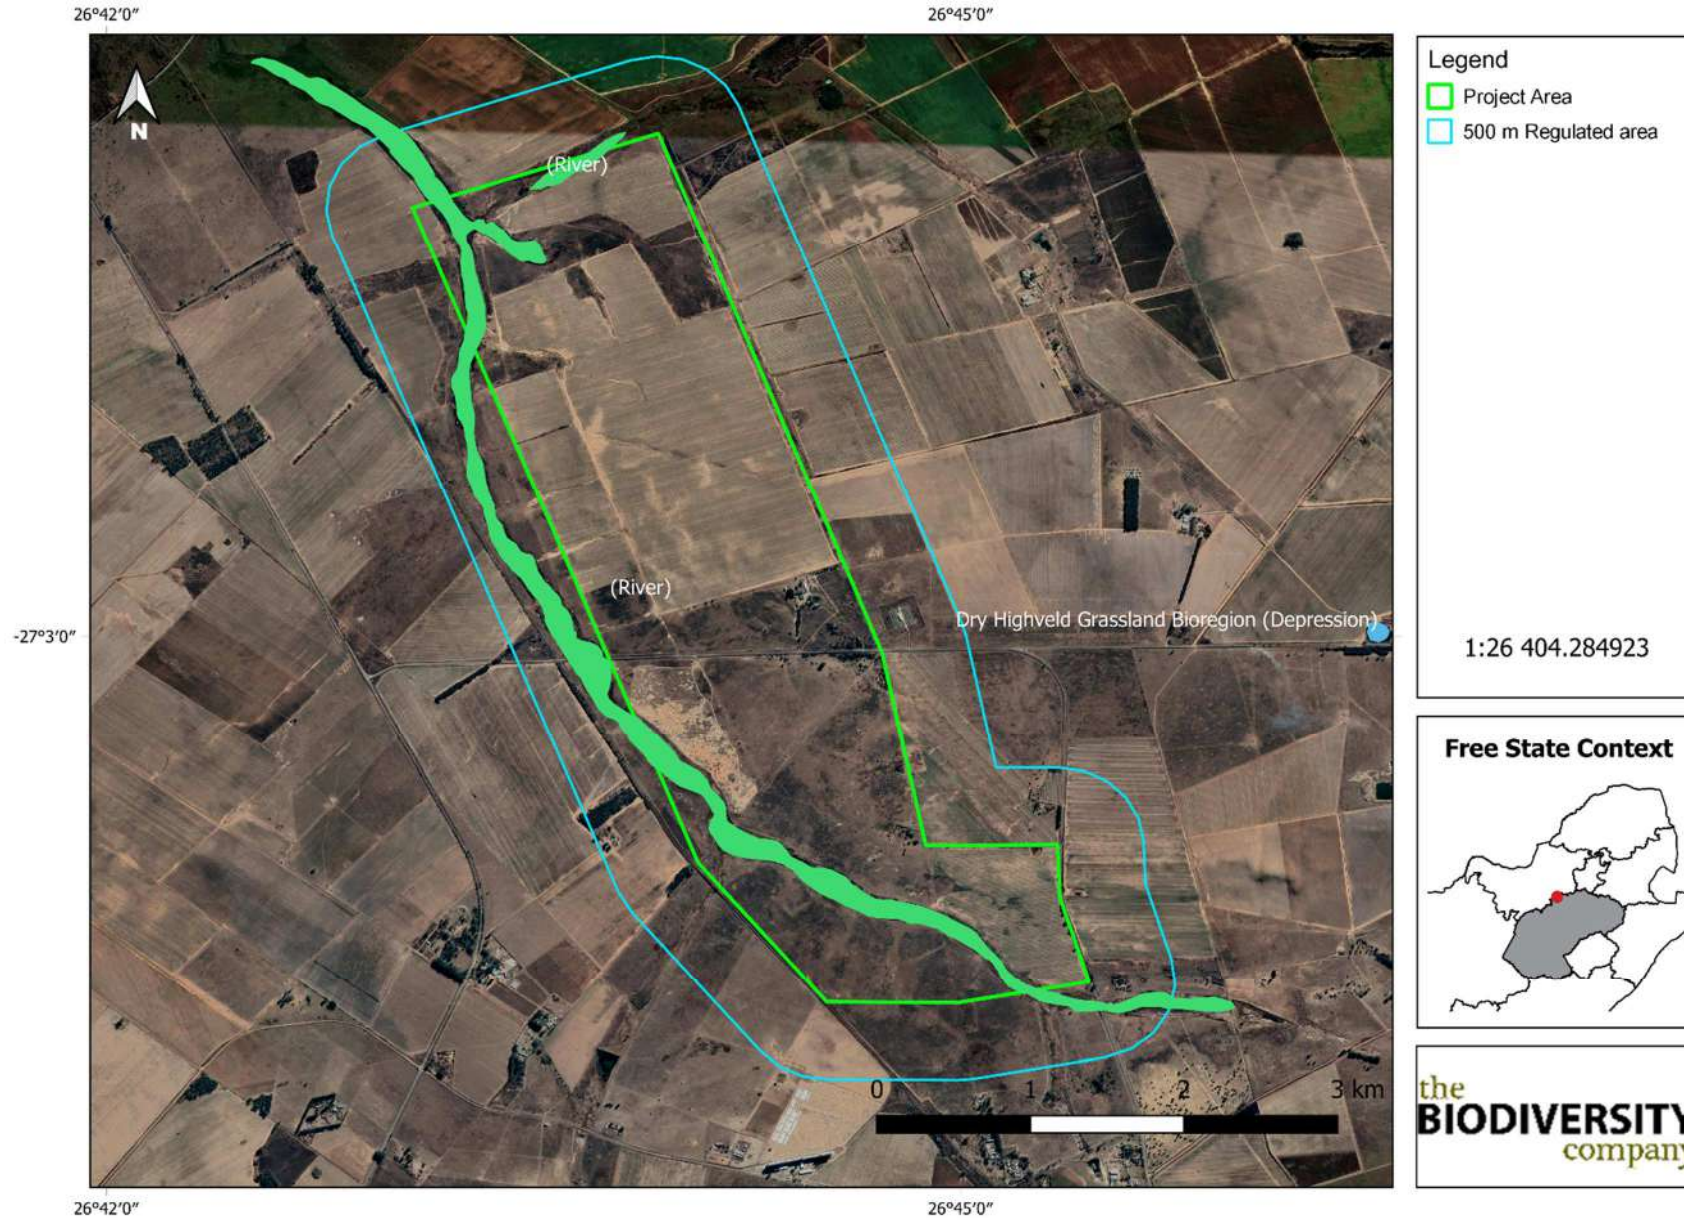 26°42'0"
26°45'0"
N
(River)
(River)
Dry Highveld Grassland Bioregion (Depression)
-27°3'0"
0 1 2 3 km
26°42'0"
26°45'0"
Legend
Project Area
500 m Regulated area
1:26 404.284923
Free State Context
the
BIODIVERSITY
company